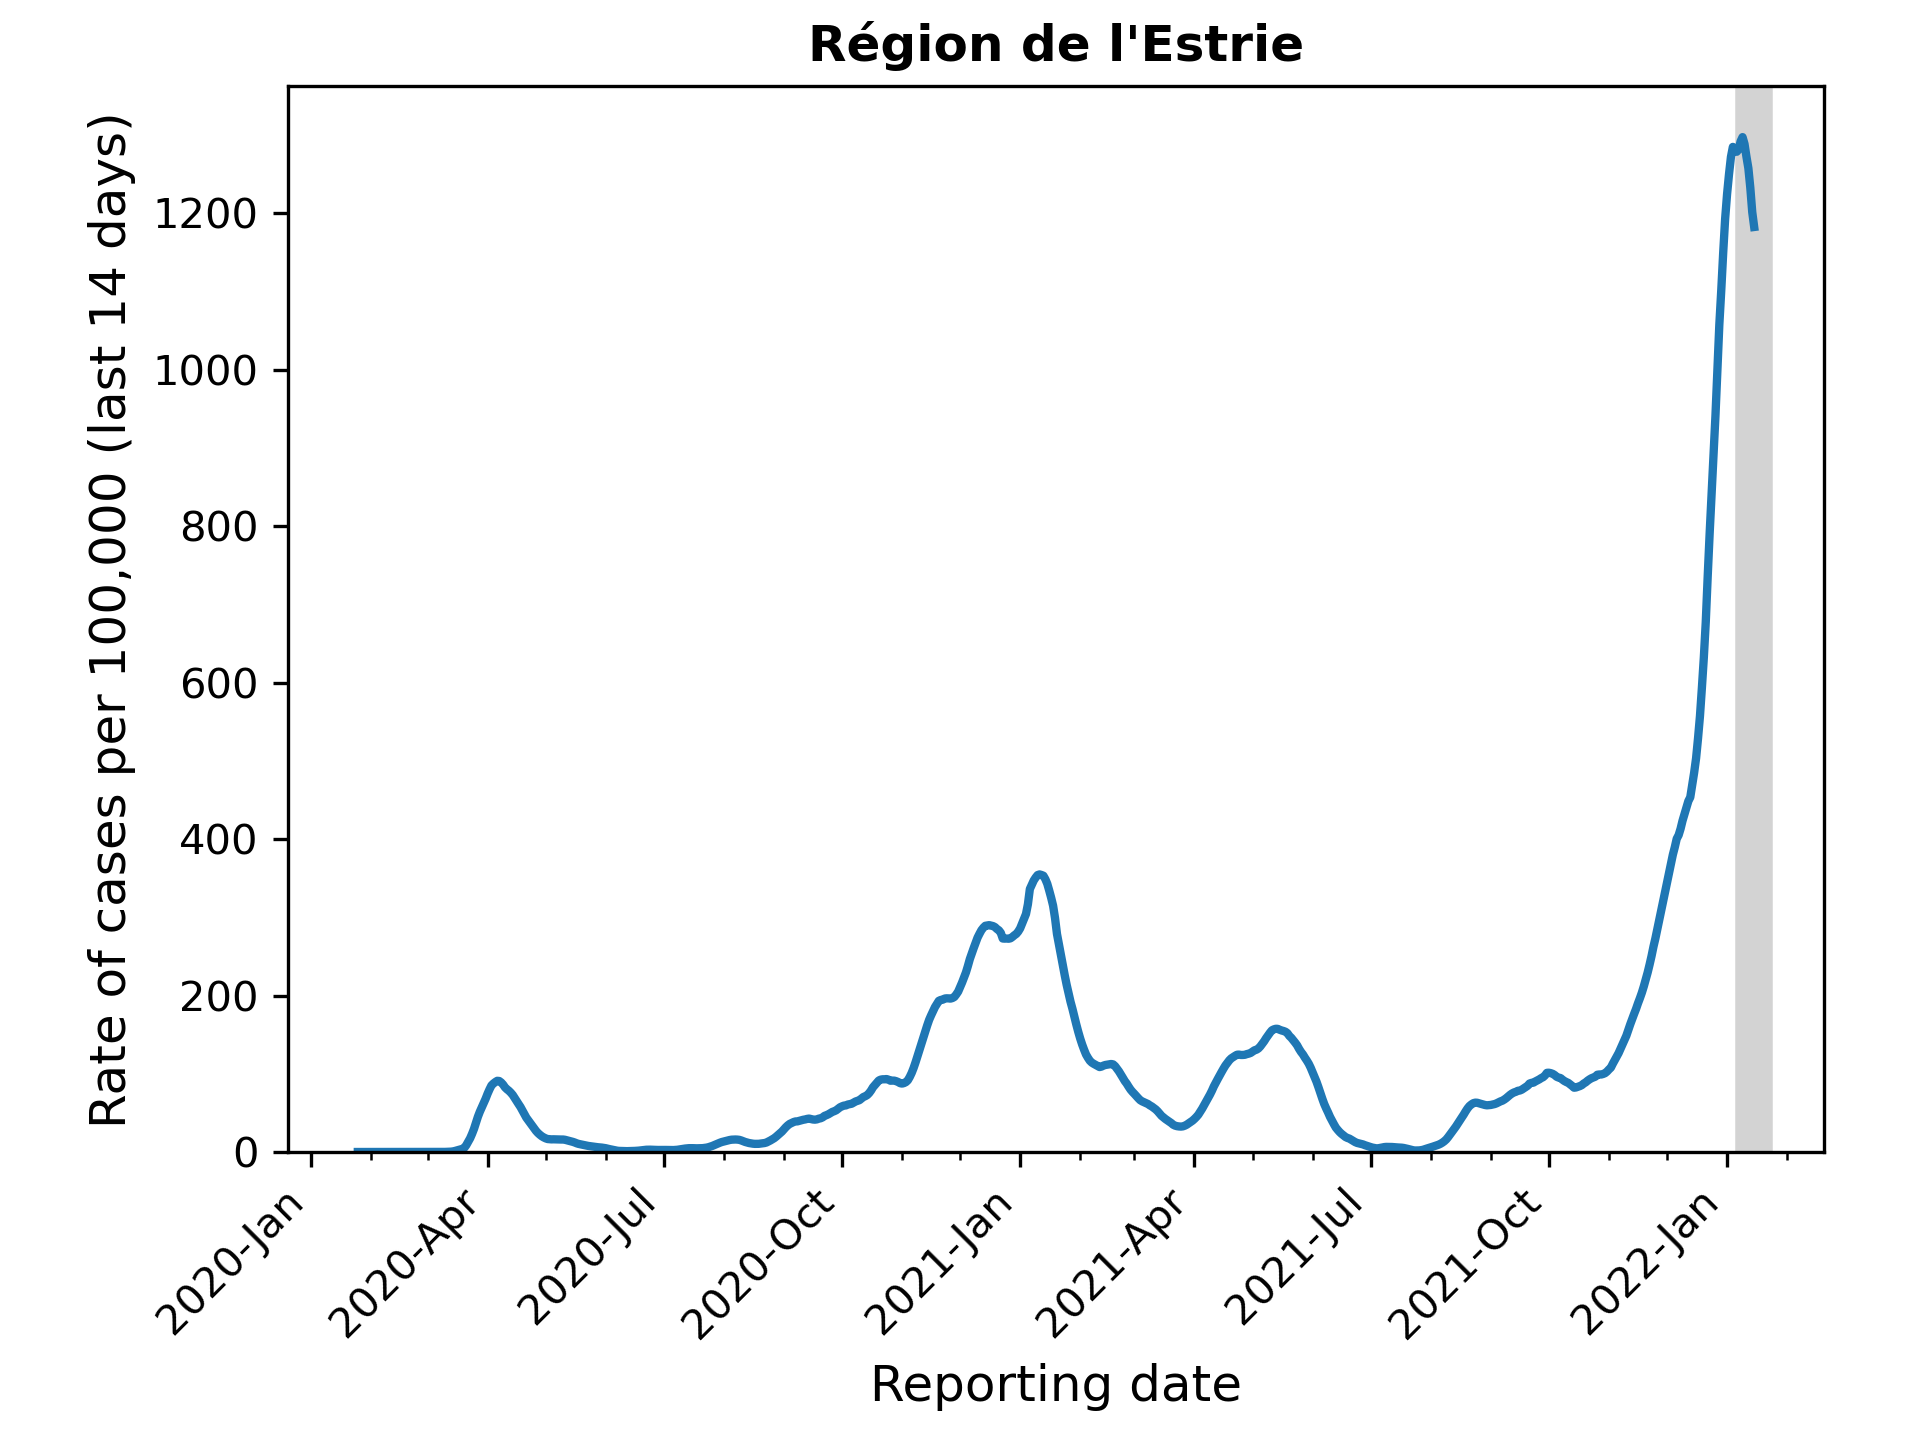 Région de l'Estrie
Rate of cases per 100,000 (last 14 days)
1200
1000
800
600
400
200
0
2020-Jan
2020-Apr
2020-Jul
2020-Oct
2021-Jan
2021-Apr
2021-Jul
2021-Oct
2022-Jan
Reporting date